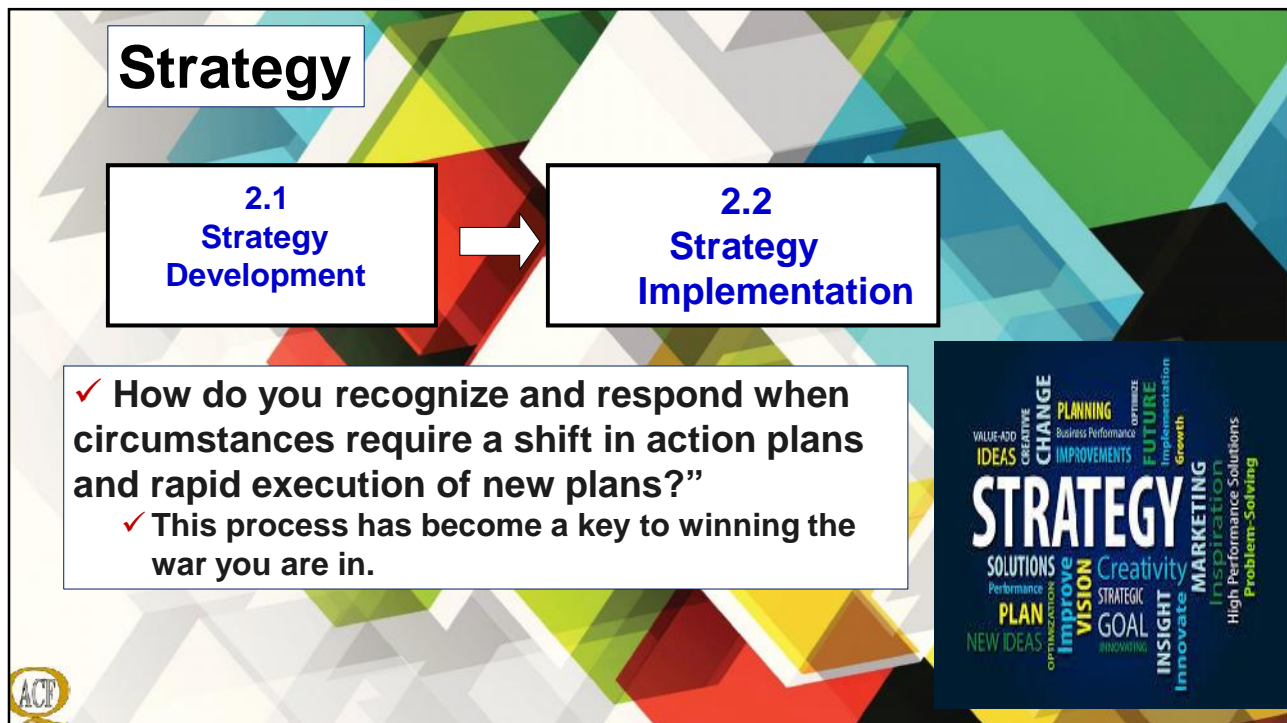 Strategy
2.1
Strategy
Development
2.2
Strategy
Implementation
✓ How do you recognize and respond when
circumstances require a shift in action plans
and rapid execution of new plans?”
✓ This process has become a key to winning the
war you are in.
VALUE-ADD
IDEAS
CREATIVE
CHANGE
PLANNING
Business Performance
IMPROVEMENTS
OPTIMIZE
FUTURE
Implementation
Growth
STRATEGY
MARKETING
Inspiration
High Performance Solutions
Problem-Solving
SOLUTIONS
Performance
PLAN
NEW IDEAS
OPTIMIZATION
Improve
VISION
Creativity
STRATEGIC
GOAL
INNOVATING
INSIGHT
Innovate
ACF